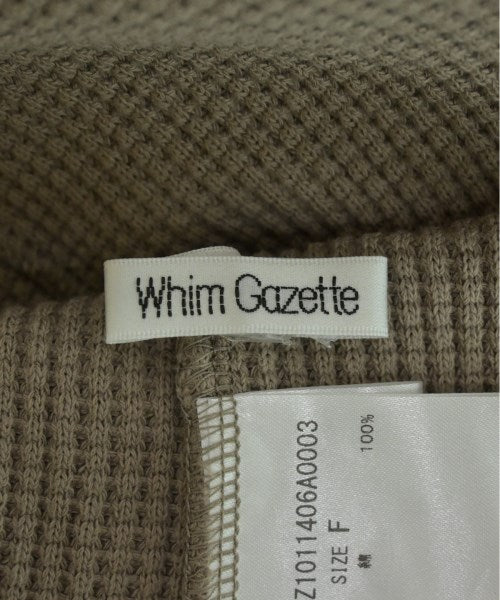 Whim Gazette
Z1011406A0003
SIZE F
綿 100%